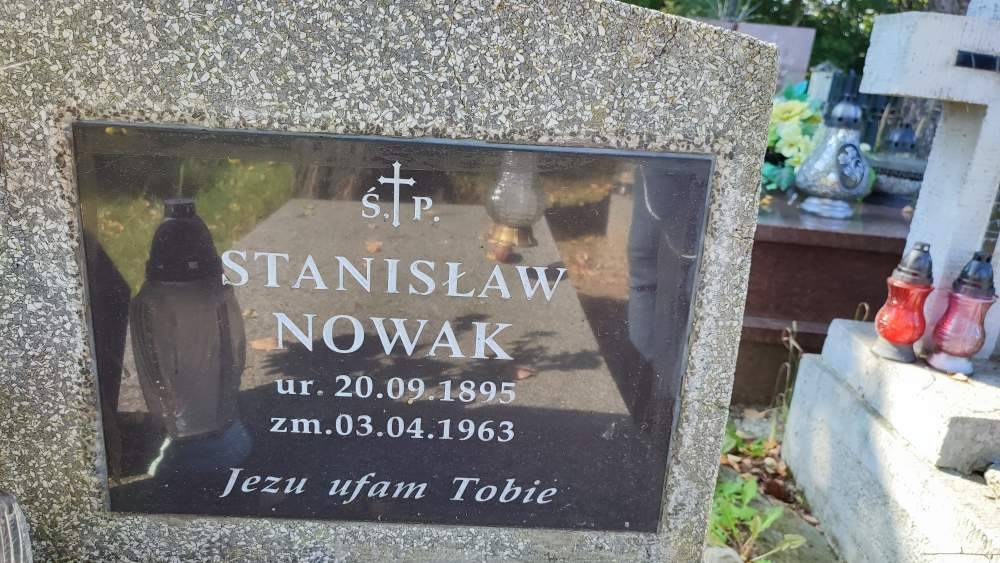 Ś. P.
STANISŁAW
NOWAK
ur. 20.09.1895
zm.03.04.1963
Jezu ufam Tobie